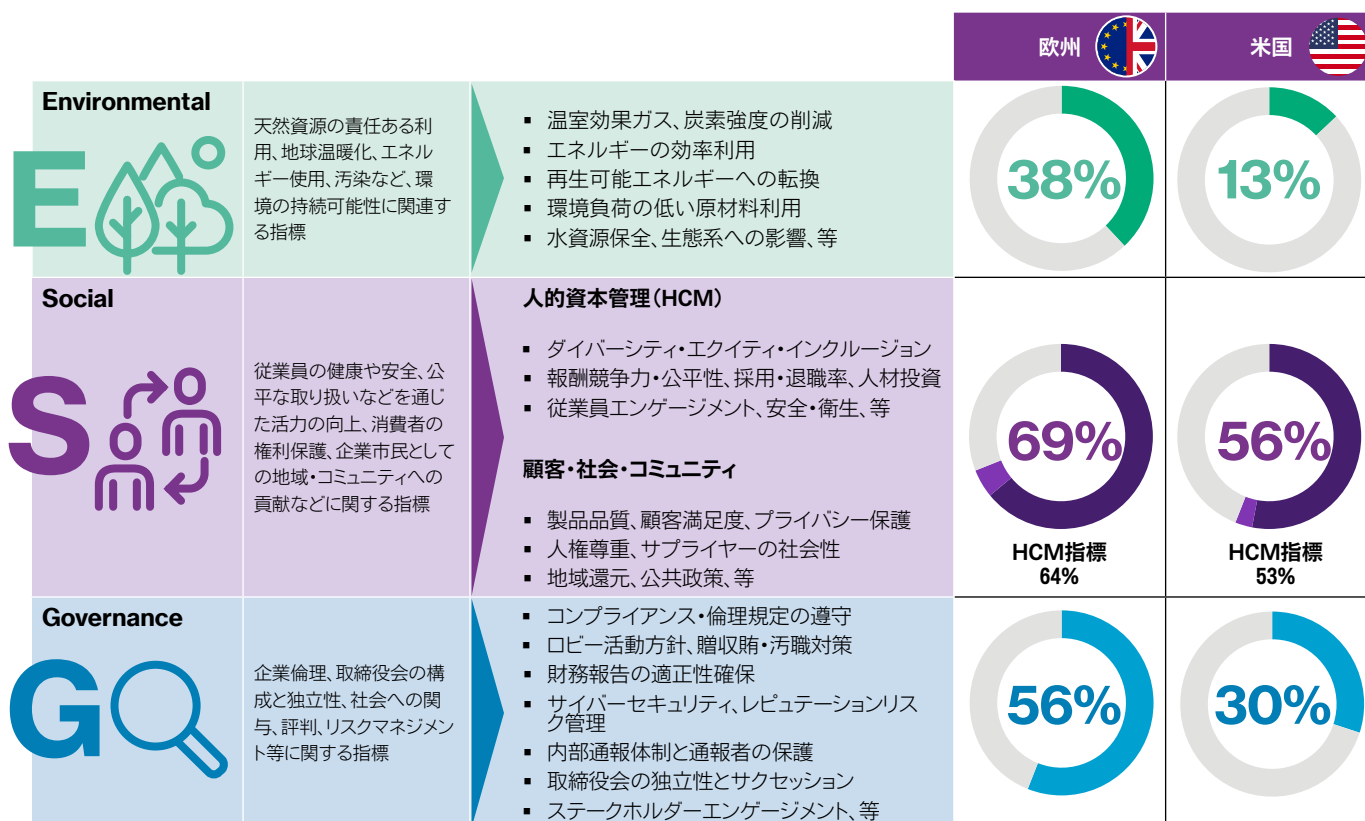 欧州
米国
Environmental
E
天然資源の責任ある利
用、地球温暖化、エネル
ギー使用、汚染など、環
境の持続可能性に関連す
る指標
▪ 温室効果ガス、炭素強度の削減
▪ エネルギーの効率利用
▪ 再生可能エネルギーへの転換
▪ 環境負荷の低い原材料利用
▪ 水資源保全、生態系への影響、等
38%
13%
Social
S
従業員の健康や安全、公
平な取り扱いなどを通じ
た活力の向上、消費者の
権利保護、企業市民として
の地域・コミュニティへの
貢献などに関する指標
人的資本管理(HCM)
▪ ダイバーシティ・エクイティ・インクルージョン
▪ 報酬競争力・公平性、採用・退職率、人材投資
▪ 従業員エンゲージメント、安全・衛生、等
顧客・社会・コミュニティ
▪ 製品品質、顧客満足度、プライバシー保護
▪ 人権尊重、サプライヤーの社会性
▪ 地域還元、公共政策、等
69%
HCM指標
64%
56%
HCM指標
53%
Governance
G
企業倫理、取締役会の構
成と独立性、社会への関
与、評判、リスクマネジメン
ト等に関する指標
▪ コンプライアンス・倫理規定の遵守
▪ ロビー活動方針、贈収賄・汚職対策
▪ 財務報告の適正性確保
▪ サイバーセキュリティ、レピュテーションリス
ク管理
▪ 内部通報体制と通報者の保護
▪ 取締役会の独立性とサクセッション
▪ ステークホルダーエンゲージメント、等
56%
30%